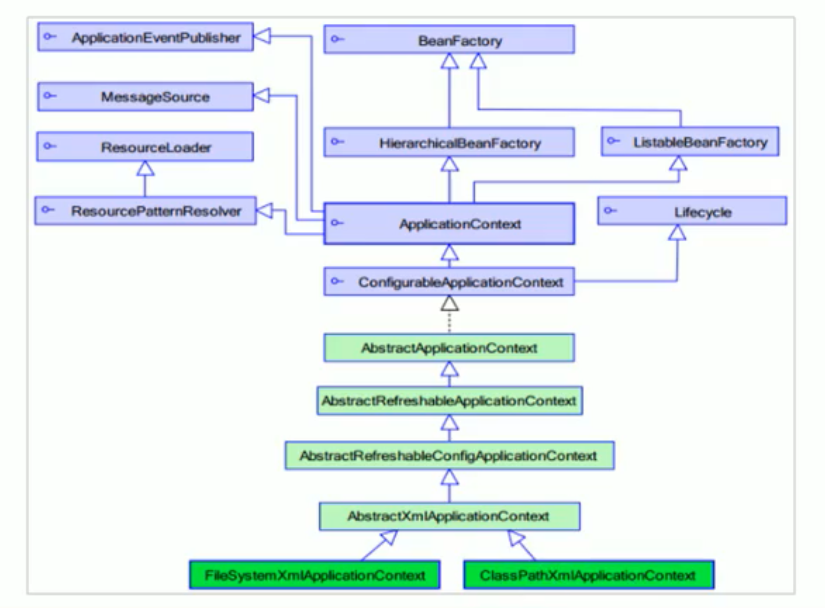 ApplicationEventPublisher
BeanFactory
MessageSource
ResourceLoader
HierarchicalBeanFactory
ListableBeanFactory
ResourcePatternResolver
ApplicationContext
Lifecycle
ConfigurableApplicationContext
AbstractApplicationContext
AbstractRefreshableApplicationContext
AbstractRefreshableConfigApplicationContext
AbstractXmlApplicationContext
FileSystemXmlApplicationContext
ClassPathXmlApplicationContext